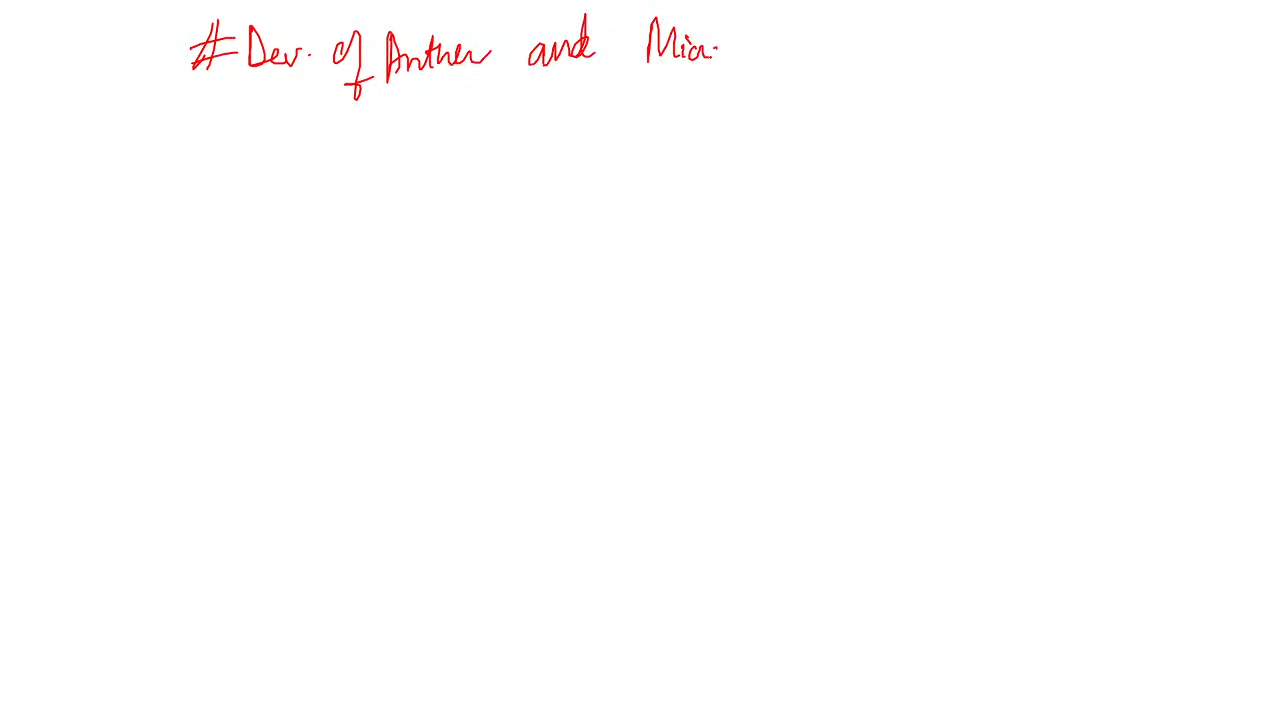 # Dev. of Anther and Mic.